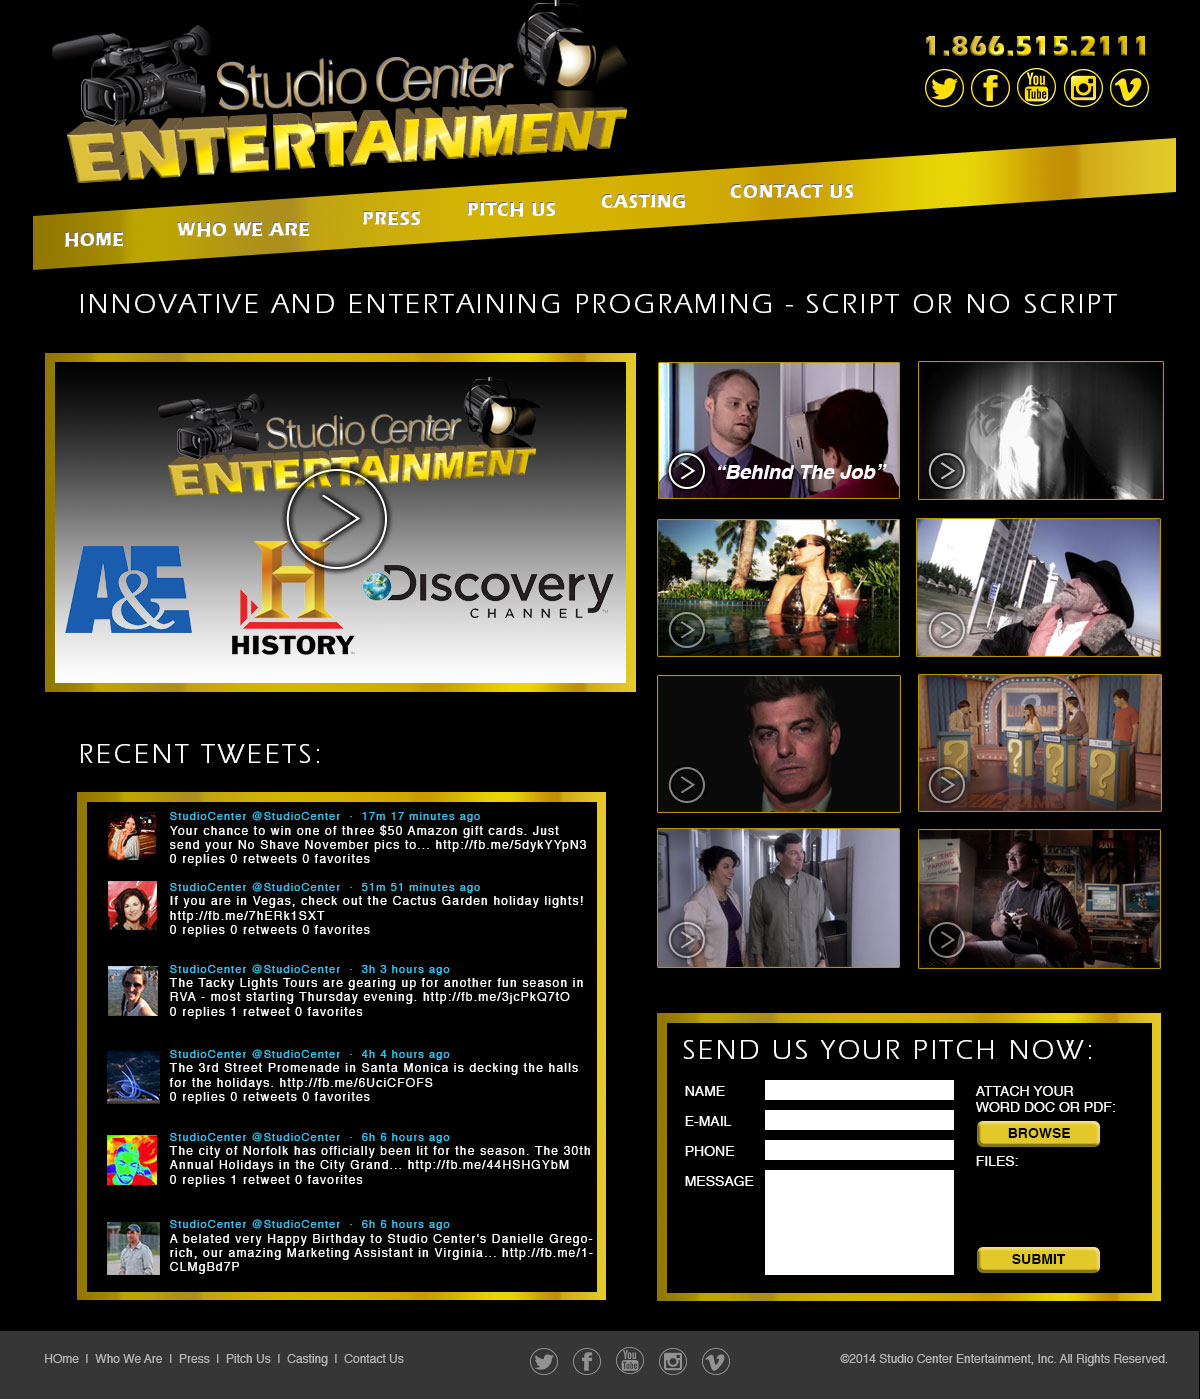 Studio Center
ENTERTAINMENT
1.866.515.2111
You
Tube
HOME
WHO WE ARE
PRESS
PITCH US
CASTING
CONTACT US
INNOVATIVE AND ENTERTAINING PROGRAMING - SCRIPT OR NO SCRIPT
Studio Center
ENTERTAINMENT
A&E
H
HISTORY
Discovery
CHANNEL
“Behind The Job”
RECENT TWEETS:
StudioCenter @StudioCenter · 17m 17 minutes ago
Your chance to win one of three $50 Amazon gift cards. Just
send your No Shave November pics to... http://fb.me/5dykYYpN3
0 replies 0 retweets 0 favorites
StudioCenter @StudioCenter · 51m 51 minutes ago
If you are in Vegas, check out the Cactus Garden holiday lights!
http://fb.me/7hERk1SXT
0 replies 0 retweets 0 favorites
StudioCenter @StudioCenter · 3h 3 hours ago
The Tacky Lights Tours are gearing up for another fun season in
RVA - most starting Thursday evening. http://fb.me/3jcPkQ7tO
0 replies 1 retweet 0 favorites
StudioCenter @StudioCenter · 4h 4 hours ago
The 3rd Street Promenade in Santa Monica is decking the halls
for the holidays. http://fb.me/6UciCFOFS
0 replies 0 retweets 0 favorites
StudioCenter @StudioCenter · 6h 6 hours ago
The city of Norfolk has officially been lit for the season. The 30th
Annual Holidays in the City Grand... http://fb.me/44HSHGYbM
0 replies 1 retweet 0 favorites
StudioCenter @StudioCenter · 6h 6 hours ago
A belated very Happy Birthday to Studio Center's Danielle Grego-
rich, our amazing Marketing Assistant in Virginia... http://fb.me/1-
CLMgBd7P
SEND US YOUR PITCH NOW:
NAME
E-MAIL
PHONE
MESSAGE
ATTACH YOUR
WORD DOC OR PDF:
BROWSE
FILES:
SUBMIT
HOme | Who We Are | Press | Pitch Us | Casting | Contact Us
You
Tube
©2014 Studio Center Entertainment, Inc. All Rights Reserved.